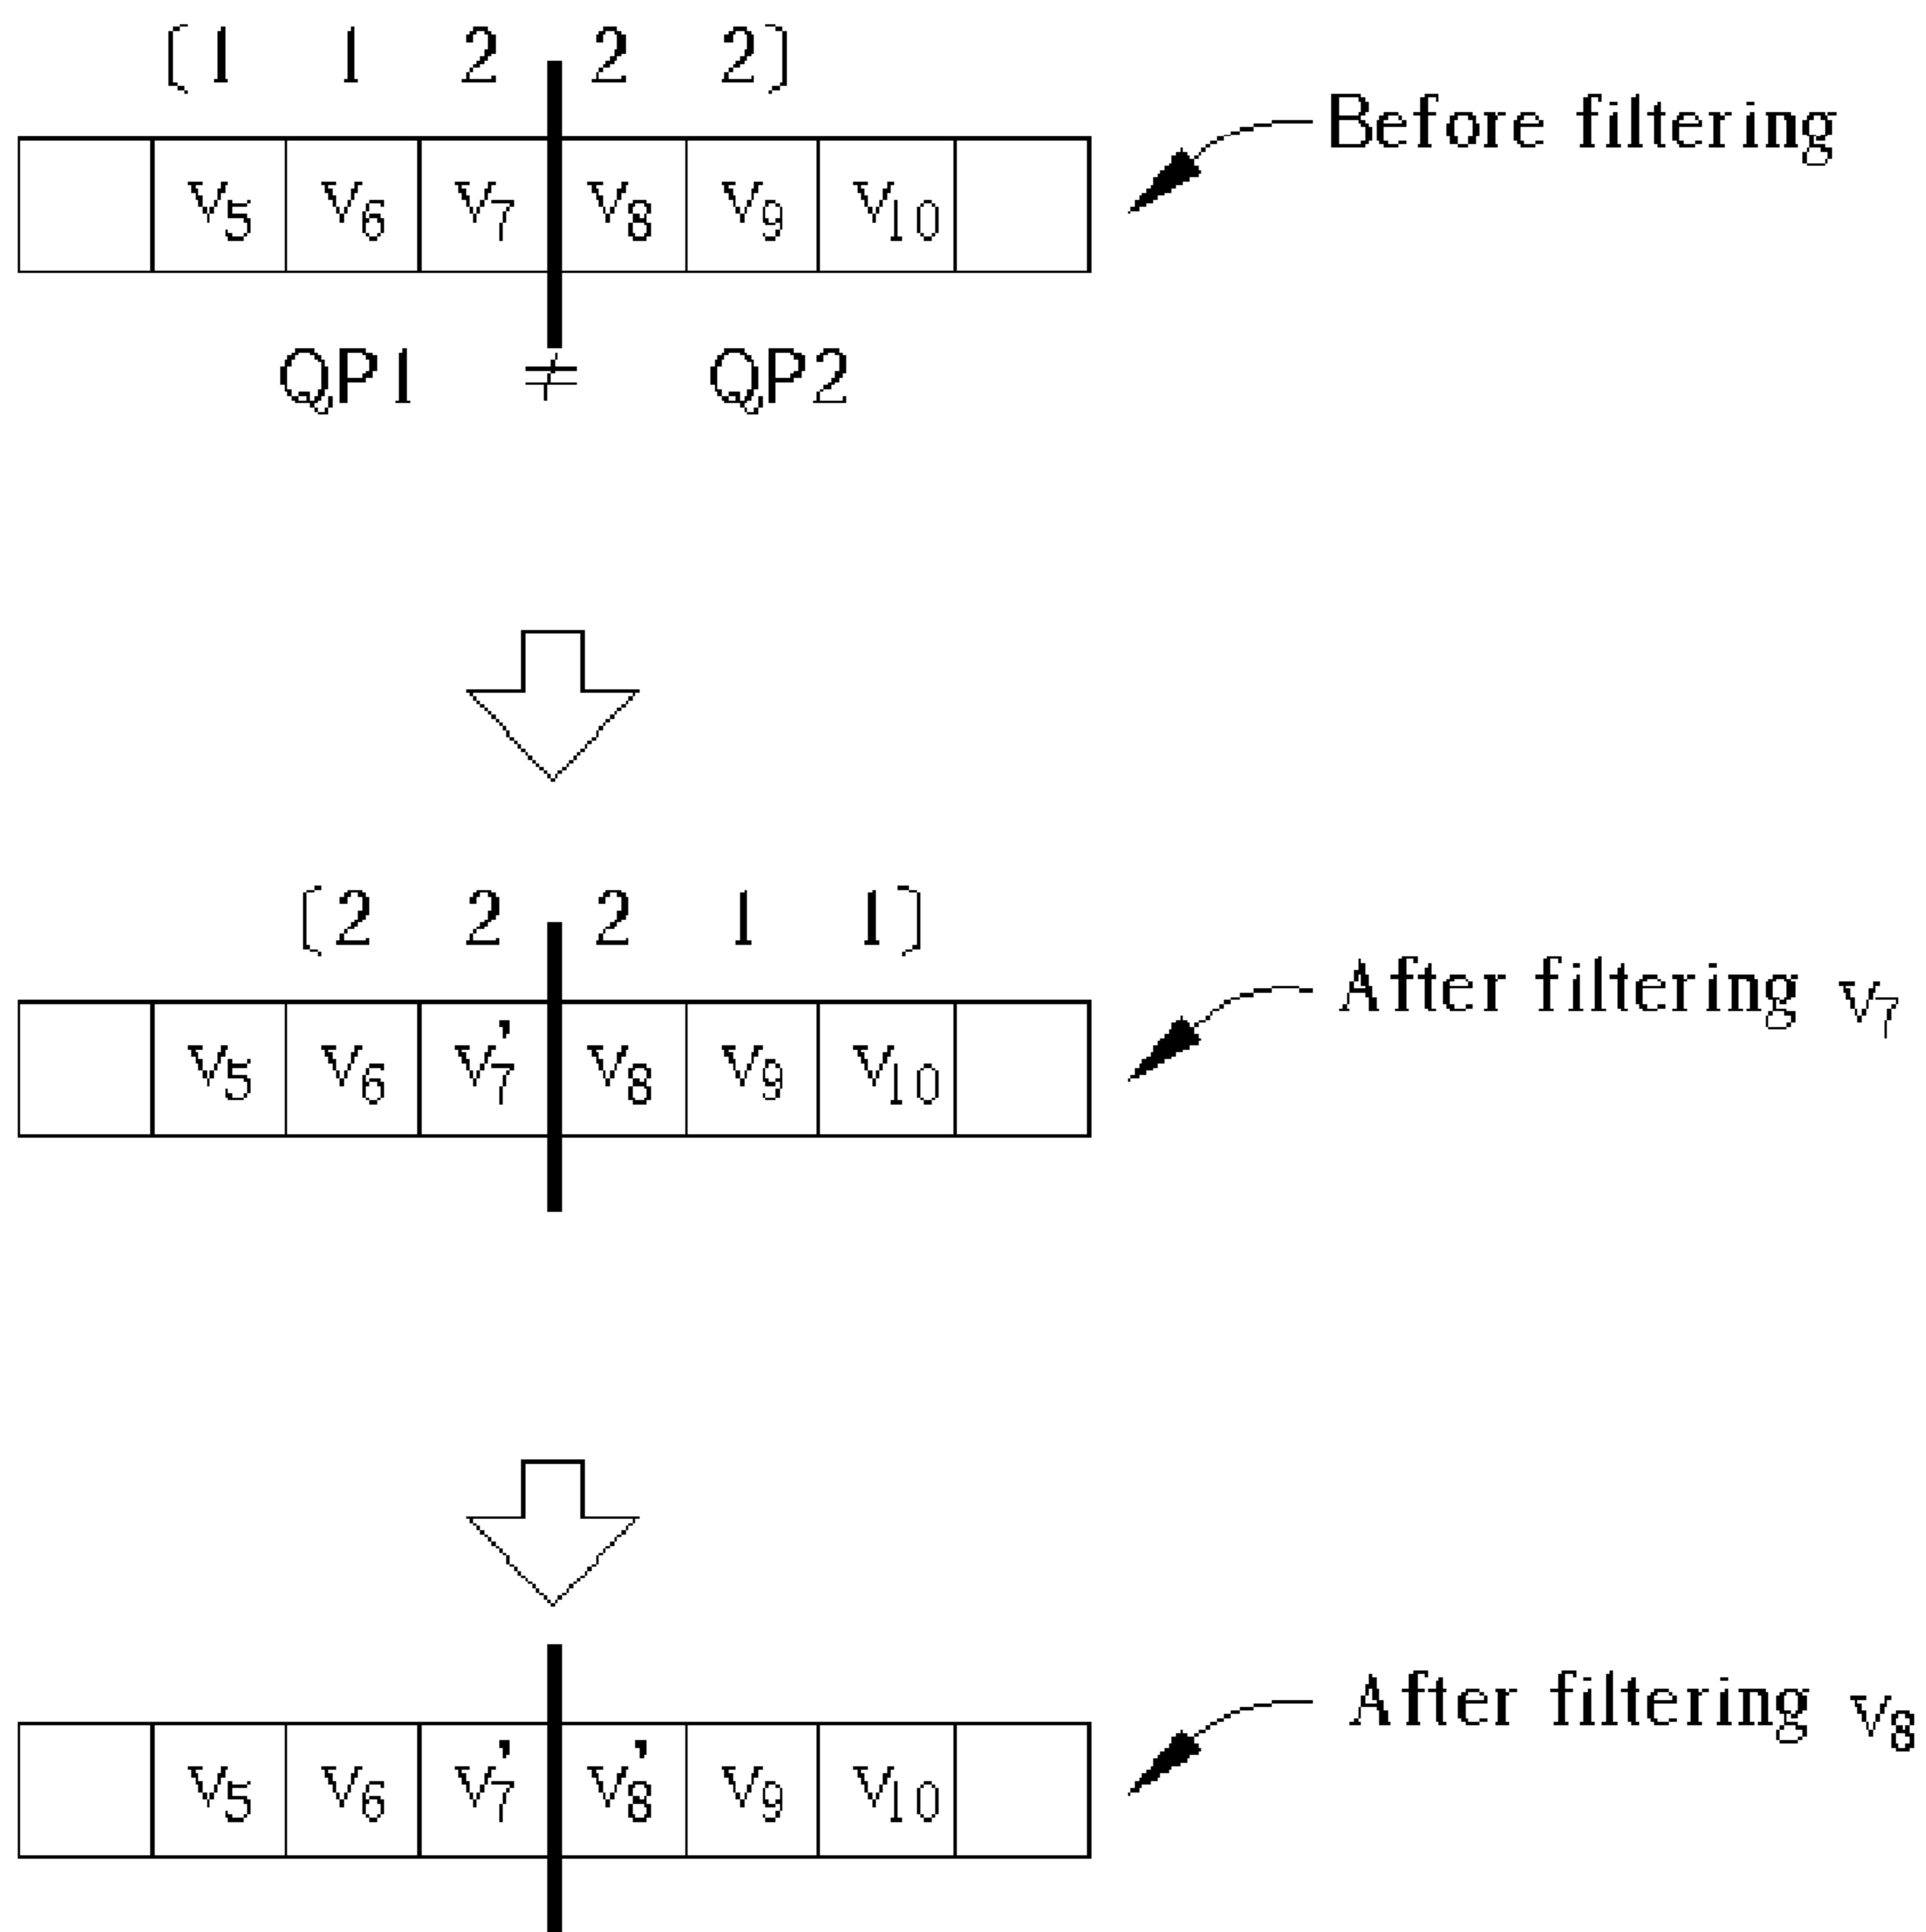 (1 1 2 2 2)
Before filtering
V5 V6 V7 V8 V9 V10
QP1 ≠ QP2
(2 2 2 1 1)
After filtering V7
V5 V6 V7' V8 V9 V10
After filtering V8
V5 V6 V7' V8' V9 V10